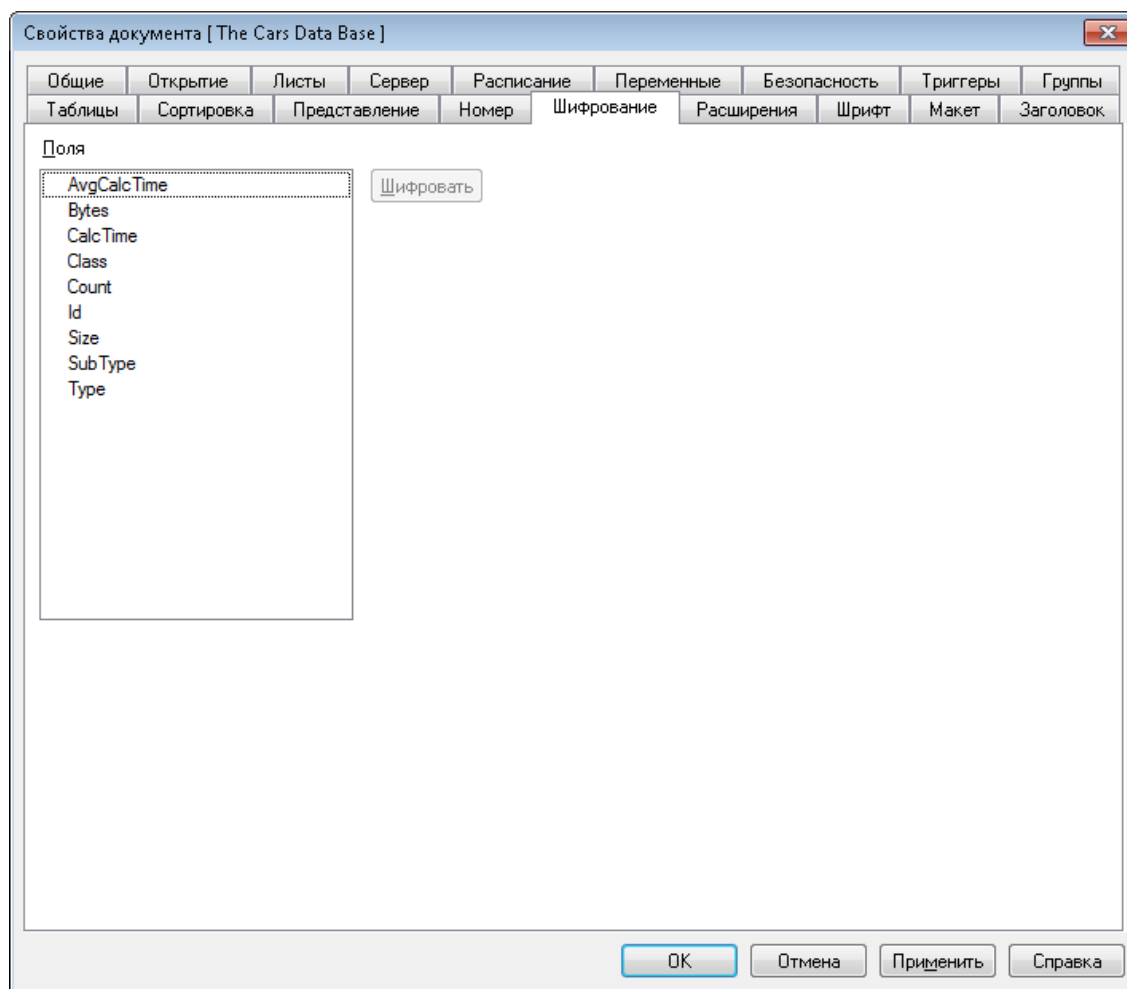 Свойства документа [ The Cars Data Base ]
Общие Открытие Листы Сервер Расписание Переменные Безопасность Триггеры Группы
Таблицы Сортировка Представление Номер Шифрование Расширения Шрифт Макет Заголовок
Поля
AvgCalcTime Шифровать
Bytes
CalcTime
Class
Count
Id
Size
SubType
Type
OK Отмена Применить Справка